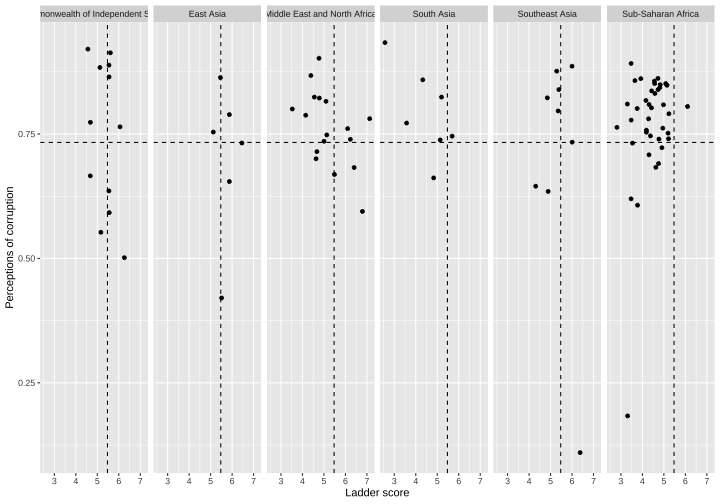 monwealth of Independent S
East Asia
Middle East and North Africa
South Asia
Southeast Asia
Sub-Saharan Africa
0.75
0.50
0.25
Perceptions of corruption
3 4 5 6 7
3 4 5 6 7
3 4 5 6 7
3 4 5 6 7
3 4 5 6 7
3 4 5 6 7
Ladder score